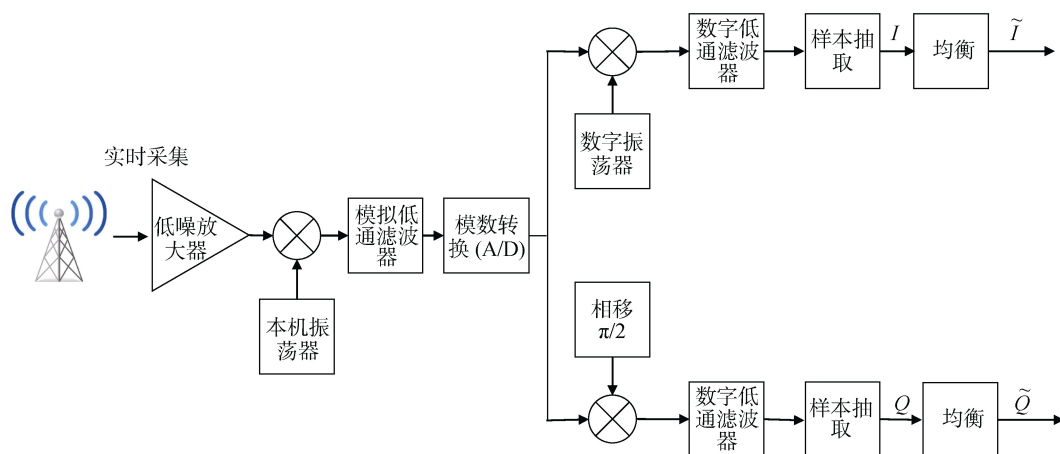 实时采集
低噪放
大器
本机振
荡器
模拟低
通滤波
器
模数转
换 (A/D)
数字振
荡器
数字低
通滤波
器
样本抽
取
I
均衡
Ĩ
相移
π/2
数字低
通滤波
器
样本抽
取
Q
均衡
Q̃